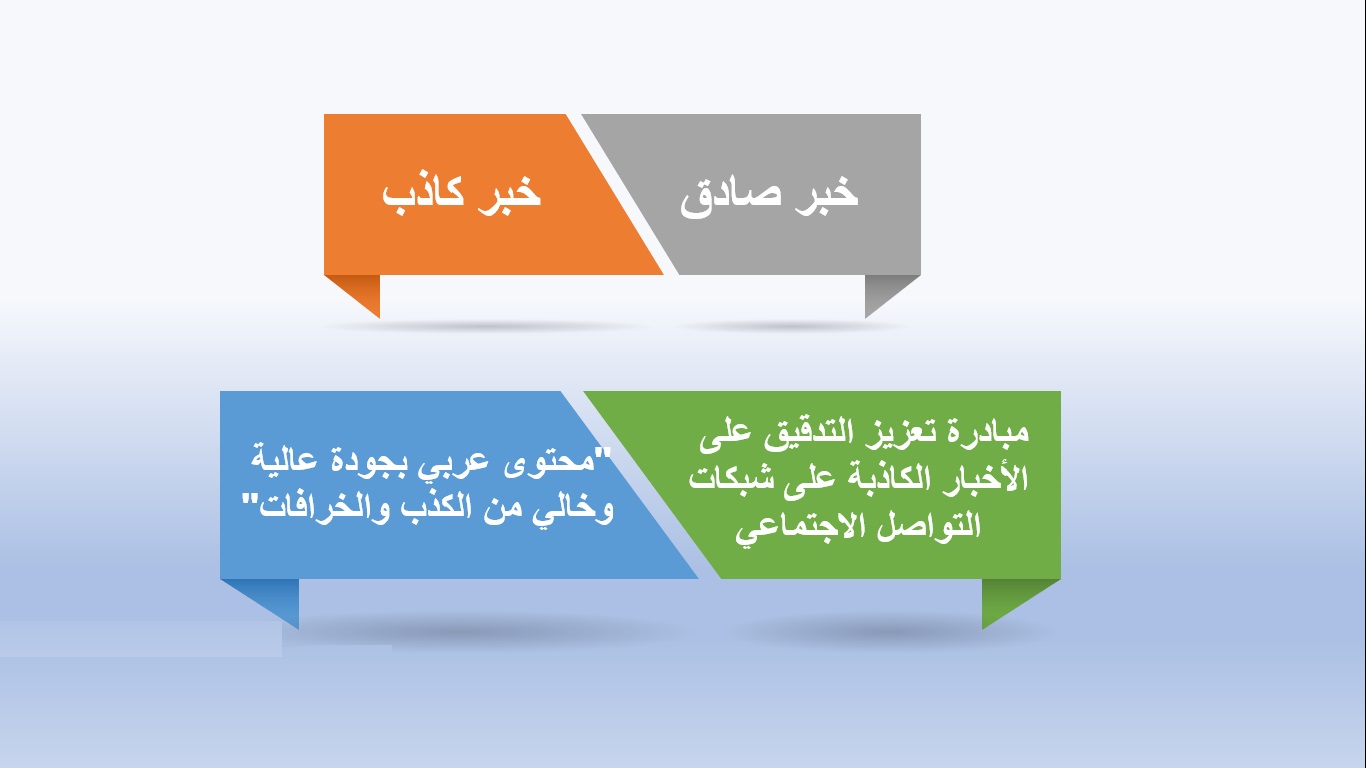 خبر صادق
خبر كاذب
مبادرة تعزيز التدقيق على
الأخبار الكاذبة على شبكات
التواصل الاجتماعي
"محتوى عربي بجودة عالية
وخالي من الكذب والخرافات"